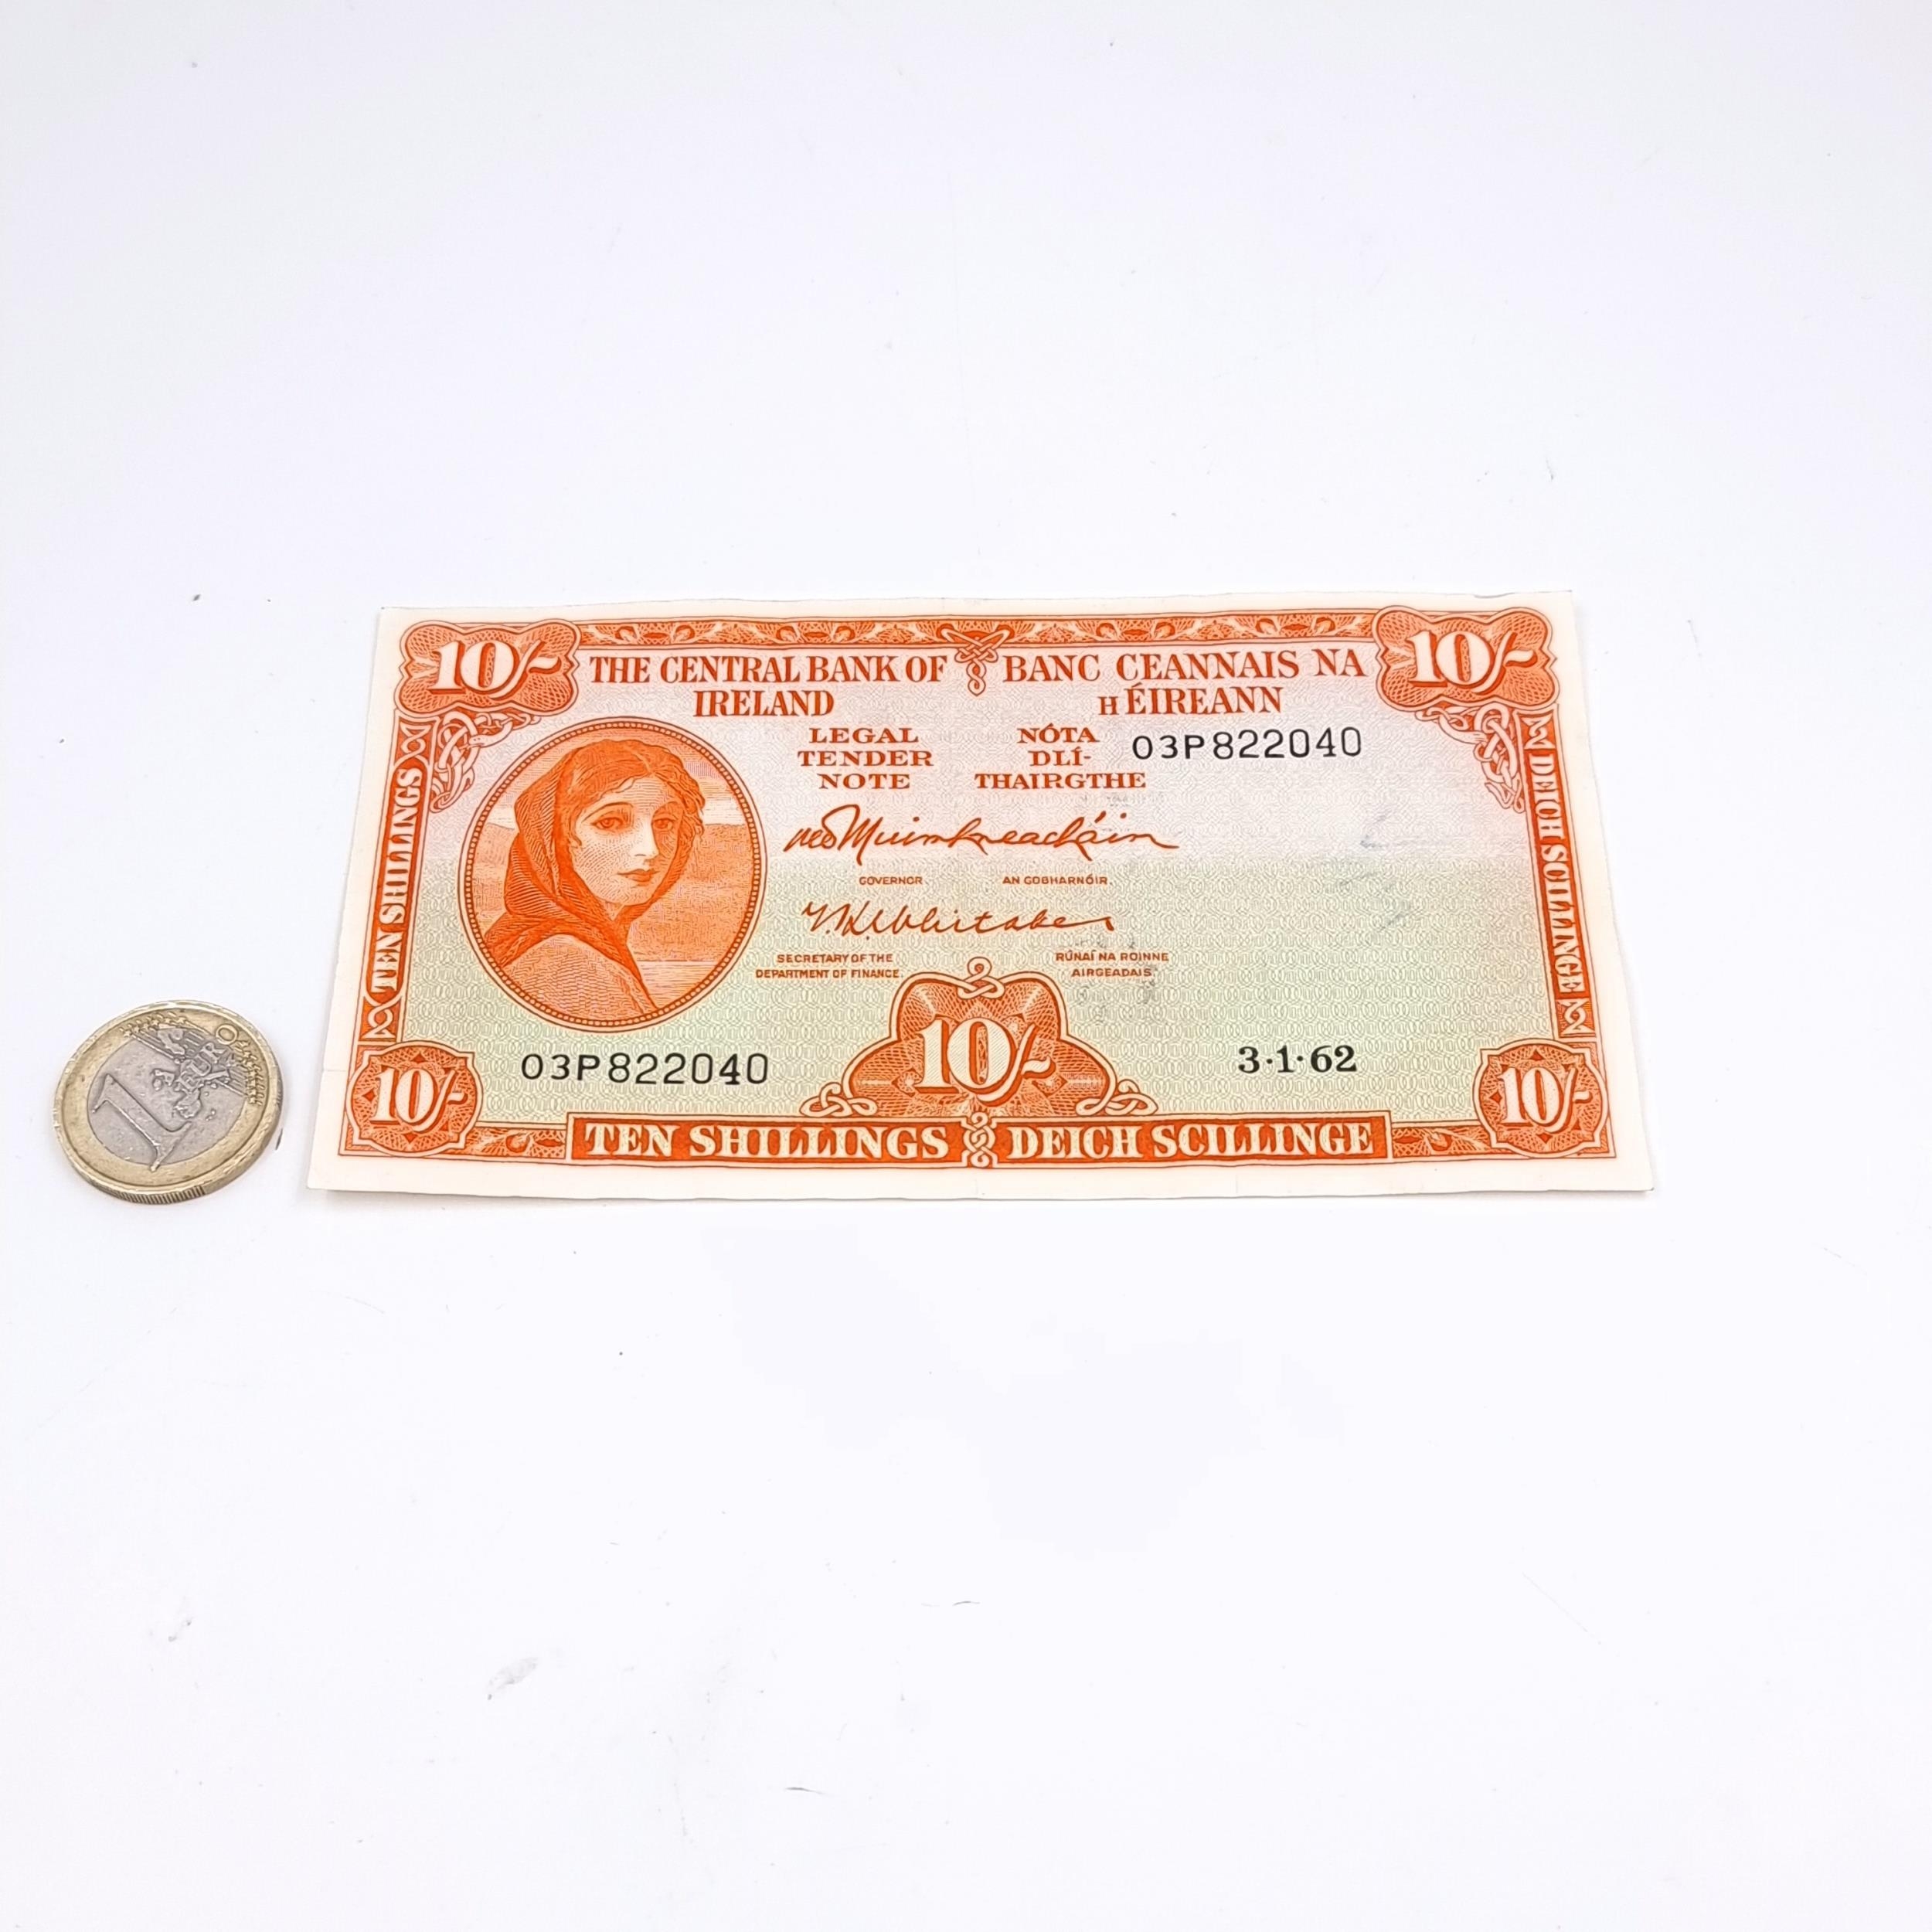 10/-
THE CENTRAL BANK OF
IRELAND
BANC CEANNAIS NA
H ÉIREANN
10/-
LEGAL
TENDER
NOTE
NÓTA
DLÍ-
THAIRGTHE
03P822040
TEN SHILLINGS
DEICH SCILLINGE
GOVERNOR.
AN GOBHARNÓIR.
T.K. Whitaker
SECRETARY OF THE
DEPARTMENT OF FINANCE.
RÚNAÍ NA ROINNE
AIRGEADAIS.
10/-
03P822040
10/-
3·1·62
10/-
TEN SHILLINGS
DEICH SCILLINGE
1
EURO